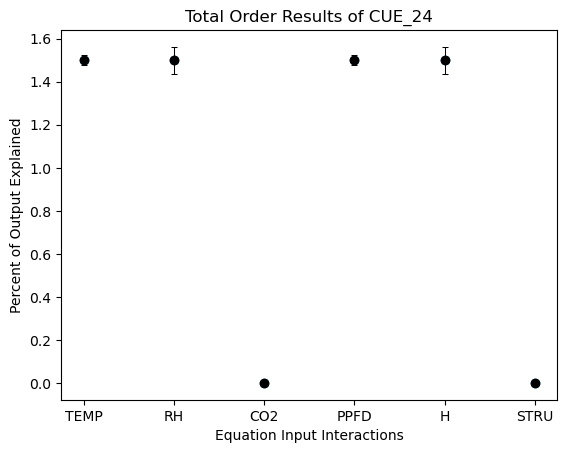 Total Order Results of CUE_24
Percent of Output Explained
1.6
1.4
1.2
1.0
0.8
0.6
0.4
0.2
0.0
TEMP RH CO2 PPFD H STRU
Equation Input Interactions